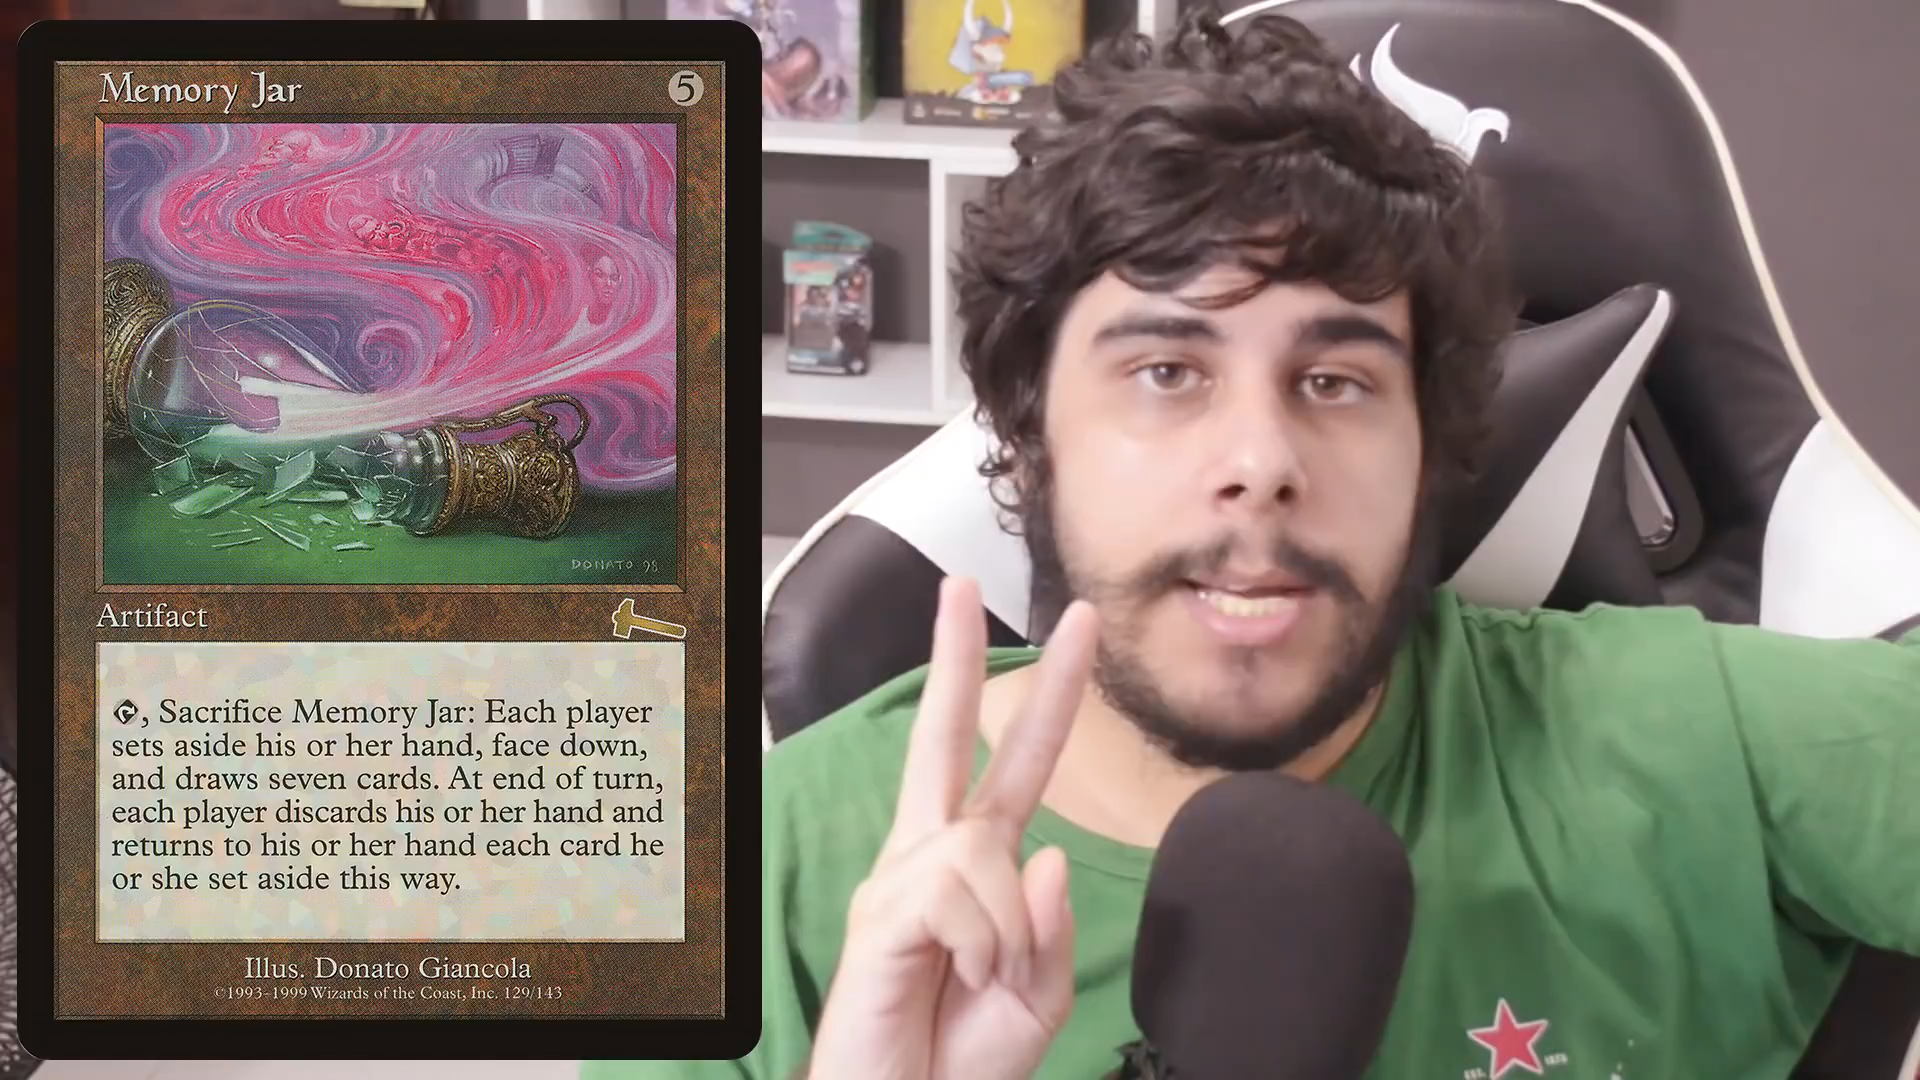 Memory Jar
5
DONATO 98
Artifact
, Sacrifice Memory Jar: Each player
sets aside his or her hand, face down,
and draws seven cards. At end of turn,
each player discards his or her hand and
returns to his or her hand each card he
or she set aside this way.
Illus. Donato Giancola
©1993–1999 Wizards of the Coast, Inc. 129/143